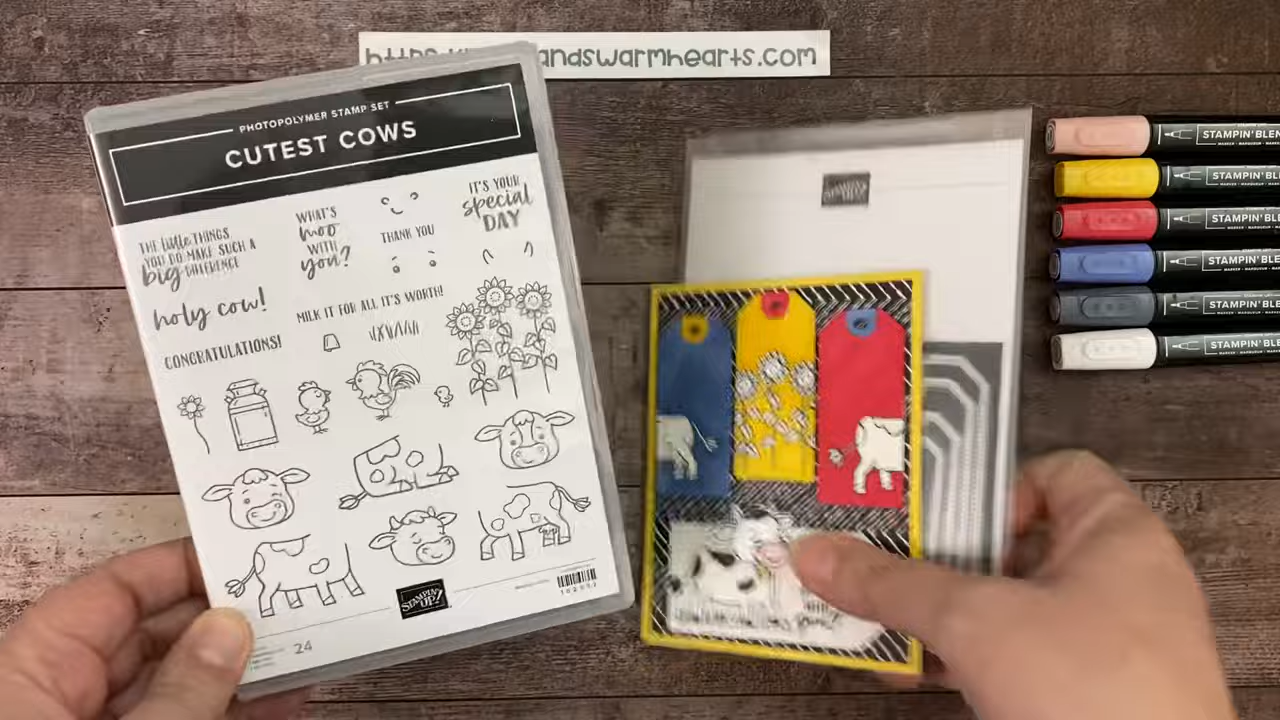 andswarmhearts.com
PHOTOPOLYMER STAMP SET
CUTEST COWS
IT'S YOUR
special
DAY
WHAT'S
moo
WITH
you?
THANK YOU
THE little THINGS
YOU DO MAKE SUCH A
big DIFFERENCE
holy cow!
MILK IT FOR ALL IT'S WORTH!
CONGRATULATIONS!
STAMPIN' UP!
24
STAMPIN'
STAMPIN' BLE
STAMPIN' BLE
STAMPIN' BLE
STAMPIN' BLE
STAMPIN' BLE
STAMPIN' BLE